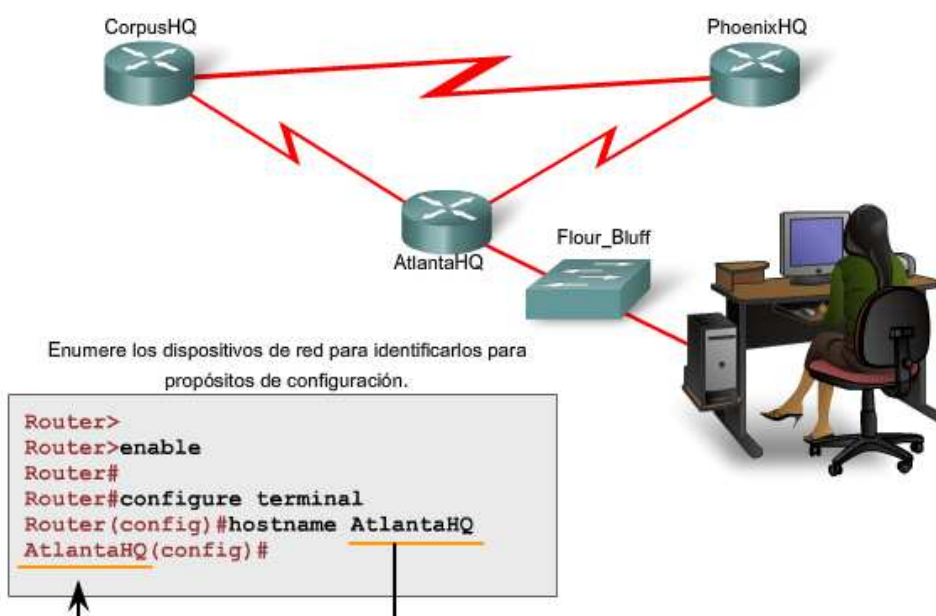 CorpusHQ
PhoenixHQ
AtlantaHQ
Flour_Bluff
Enumere los dispositivos de red para identificarlos para
propósitos de configuración.
Router>
Router>enable
Router#
Router#configure terminal
Router(config)#hostname AtlantaHQ
AtlantaHQ(config)#